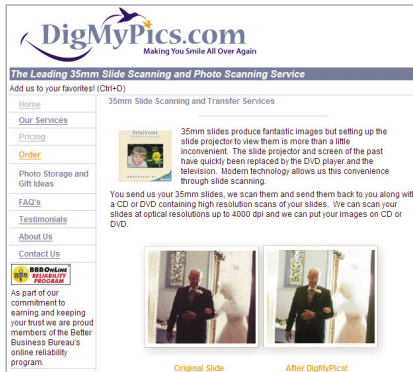 DigMyPics.com
Making You Smile All Over Again
The Leading 35mm Slide Scanning and Photo Scanning Service
Add us to your favorites! (Ctrl+D)
Home
Our Services
Pricing
Order
Photo Storage and
Gift Ideas
FAQ's
Testimonials
About Us
Contact Us
BBB
BBBONLINE
RELIABILITY
PROGRAM
As part of our
commitment to
earning and keeping
your trust we are proud
members of the Better
Business Bureau's
online reliability
program.
35mm Slide Scanning and Transfer Services
35mm slides produce fantastic images but setting up the
slide projector to view them is more than a little
inconvenient. The slide projector and screen of the past
have quickly been replaced by the DVD player and the
television. Modern technology allows us this convenience
through slide scanning.
You send us your 35mm slides, we scan them and send them back to you along with
a CD or DVD containing high resolution scans of your slides. We can scan your
slides at optical resolutions up to 4000 dpi and we can put your images on CD or
DVD.
Original Slide
After DigMyPics!